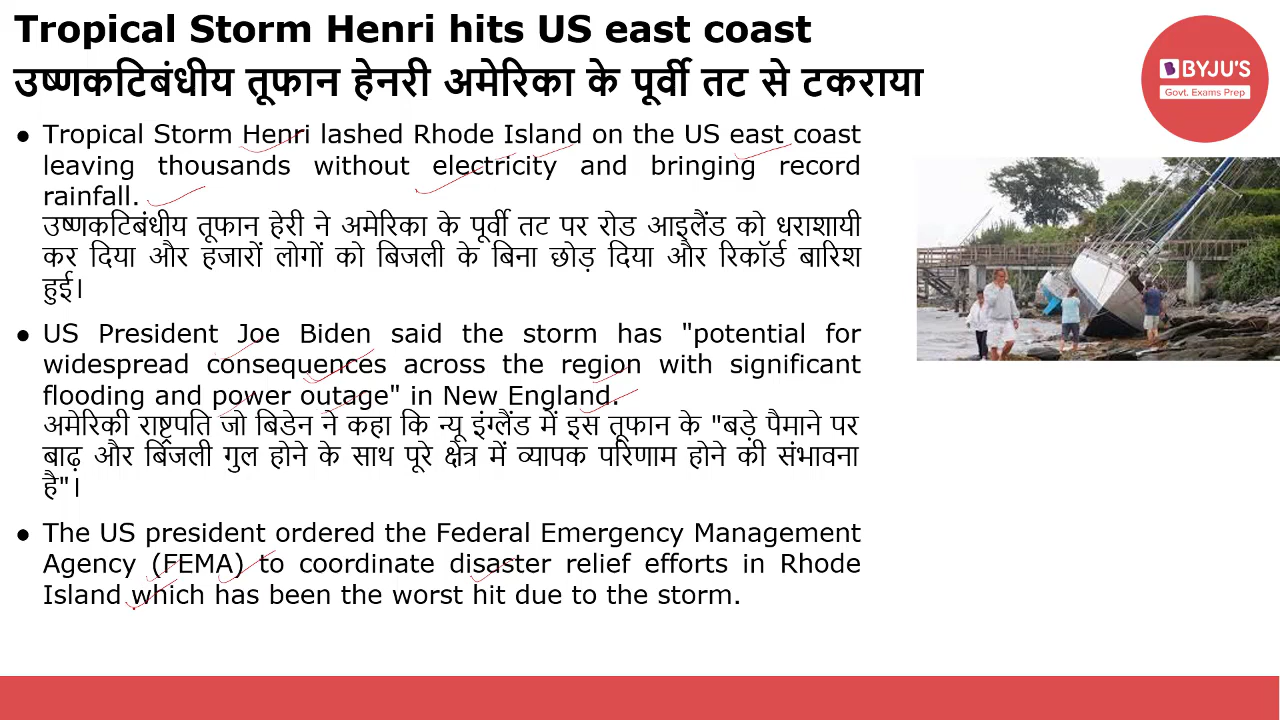 Tropical Storm Henri hits US east coast
उष्णकटिबंधीय तूफान हेनरी अमेरिका के पूर्वी तट से टकराया
BYJU'S
Govt. Exams Prep
● Tropical Storm Henri lashed Rhode Island on the US east coast
leaving thousands without electricity and bringing record
rainfall.
उष्णकटिबंधीय तूफान हेरी ने अमेरिका के पूर्वी तट पर रोड आइलैंड को धराशायी
कर दिया और हजारों लोगों को बिजली के बिना छोड़ दिया और रिकॉर्ड बारिश
हुई।
● US President Joe Biden said the storm has "potential for
widespread consequences across the region with significant
flooding and power outage" in New England.
अमेरिकी राष्ट्रपति जो बिडेन ने कहा कि न्यू इंग्लैंड में इस तूफान के "बड़े पैमाने पर
बाढ़ और बिजली गुल होने के साथ पूरे क्षेत्र में व्यापक परिणाम होने की संभावना
है"।
● The US president ordered the Federal Emergency Management
Agency (FEMA) to coordinate disaster relief efforts in Rhode
Island which has been the worst hit due to the storm.